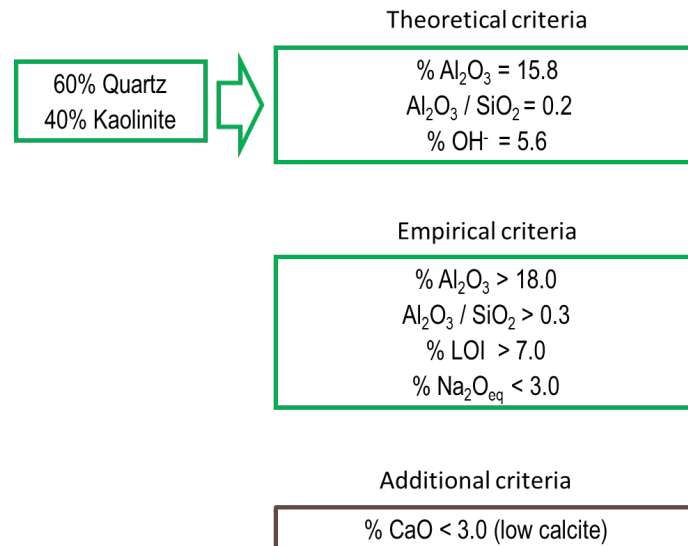 Theoretical criteria
60% Quartz
40% Kaolinite
% Al₂O₃ = 15.8
Al₂O₃ / SiO₂ = 0.2
% OH⁻ = 5.6
Empirical criteria
% Al₂O₃ > 18.0
Al₂O₃ / SiO₂ > 0.3
% LOI > 7.0
% Na₂Oeq < 3.0
Additional criteria
% CaO < 3.0 (low calcite)